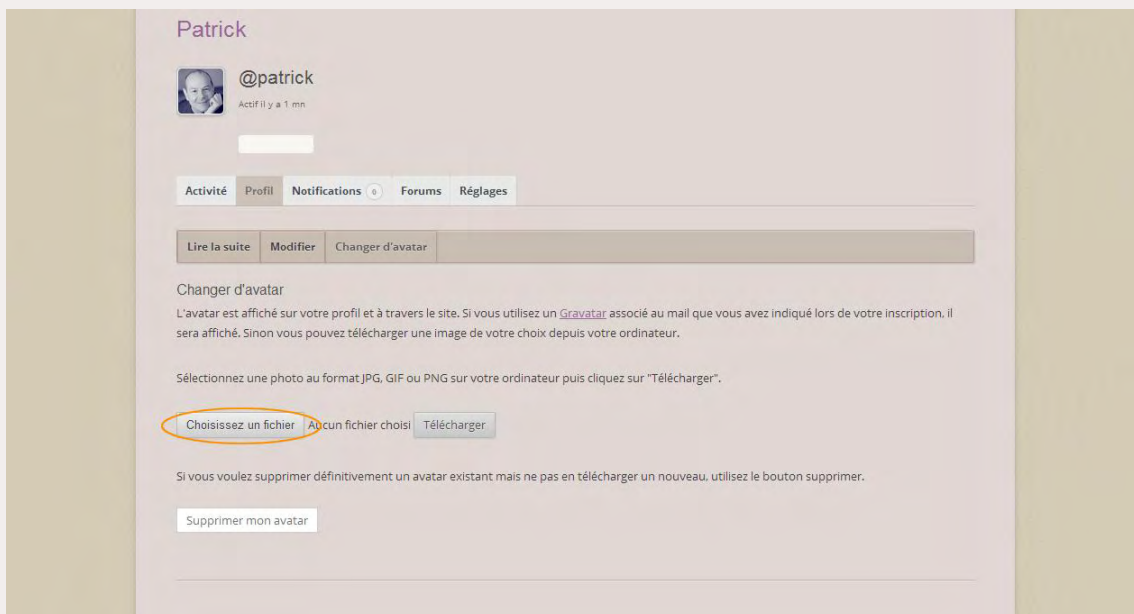 Patrick
@patrick
Actif il y a 1 mn
Activité Profil Notifications 0 Forums Réglages
Lire la suite Modifier Changer d'avatar
Changer d'avatar
L'avatar est affiché sur votre profil et à travers le site. Si vous utilisez un Gravatar associé au mail que vous avez indiqué lors de votre inscription, il
sera affiché. Sinon vous pouvez télécharger une image de votre choix depuis votre ordinateur.
Sélectionnez une photo au format JPG, GIF ou PNG sur votre ordinateur puis cliquez sur "Télécharger".
Choisissez un fichier Aucun fichier choisi Télécharger
Si vous voulez supprimer définitivement un avatar existant mais ne pas en télécharger un nouveau, utilisez le bouton supprimer.
Supprimer mon avatar